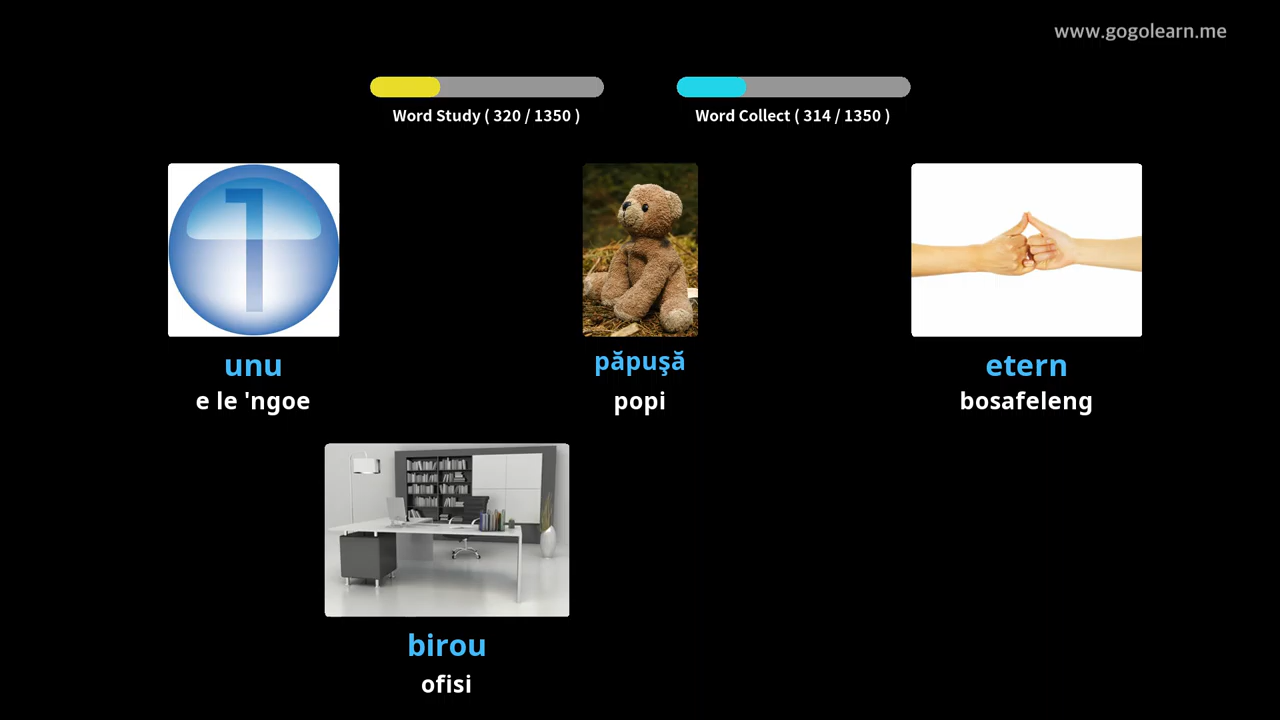 www.gogolearn.me
Word Study ( 320 / 1350 )
Word Collect ( 314 / 1350 )
1
unu
e le 'ngoe
păpuşă
popi
etern
bosafeleng
birou
ofisi